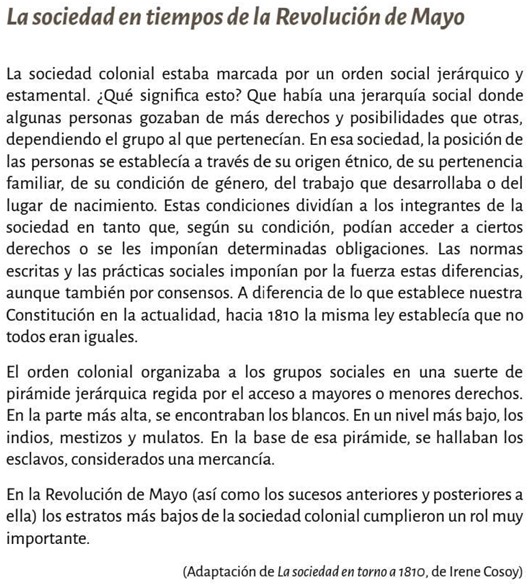 La sociedad en tiempos de la Revolución de Mayo
La sociedad colonial estaba marcada por un orden social jerárquico y
estamental. ¿Qué significa esto? Que había una jerarquía social donde
algunas personas gozaban de más derechos y posibilidades que otras,
dependiendo el grupo al que pertenecían. En esa sociedad, la posición de
las personas se establecía a través de su origen étnico, de su pertenencia
familiar, de su condición de género, del trabajo que desarrollaba o del
lugar de nacimiento. Estas condiciones dividían a los integrantes de la
sociedad en tanto que, según su condición, podían acceder a ciertos
derechos o se les imponían determinadas obligaciones. Las normas
escritas y las prácticas sociales imponían por la fuerza estas diferencias,
aunque también por consensos. A diferencia de lo que establece nuestra
Constitución en la actualidad, hacia 1810 la misma ley establecía que no
todos eran iguales.
El orden colonial organizaba a los grupos sociales en una suerte de
pirámide jerárquica regida por el acceso a mayores o menores derechos.
En la parte más alta, se encontraban los blancos. En un nivel más bajo, los
indios, mestizos y mulatos. En la base de esa pirámide, se hallaban los
esclavos, considerados una mercancía.
En la Revolución de Mayo (así como los sucesos anteriores y posteriores a
ella) los estratos más bajos de la sociedad colonial cumplieron un rol muy
importante.
(Adaptación de La sociedad en torno a 1810, de Irene Cosoy)